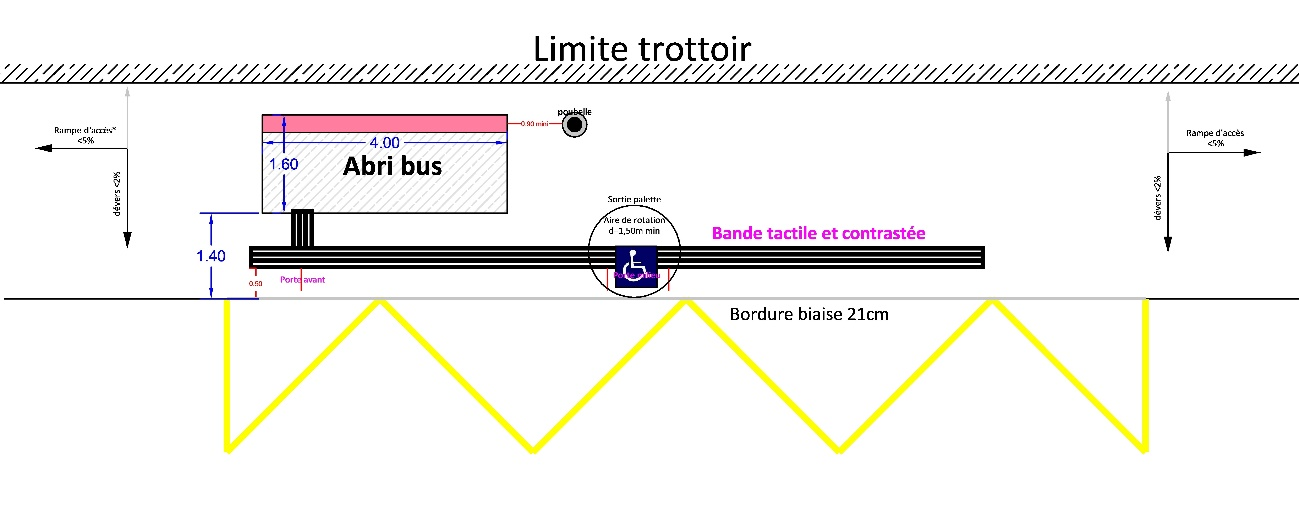 Limite trottoir
Rampe d'accès*
<5%
dévers <2%
4.00
1.60
Abri bus
0.90 mini
poubelle
Rampe d'accès
<5%
dévers <2%
Sortie palette
Aire de rotation
d 1,50m min
Bande tactile et contrastée
1.40
0.50
Porte avant
Bordure biaise 21cm